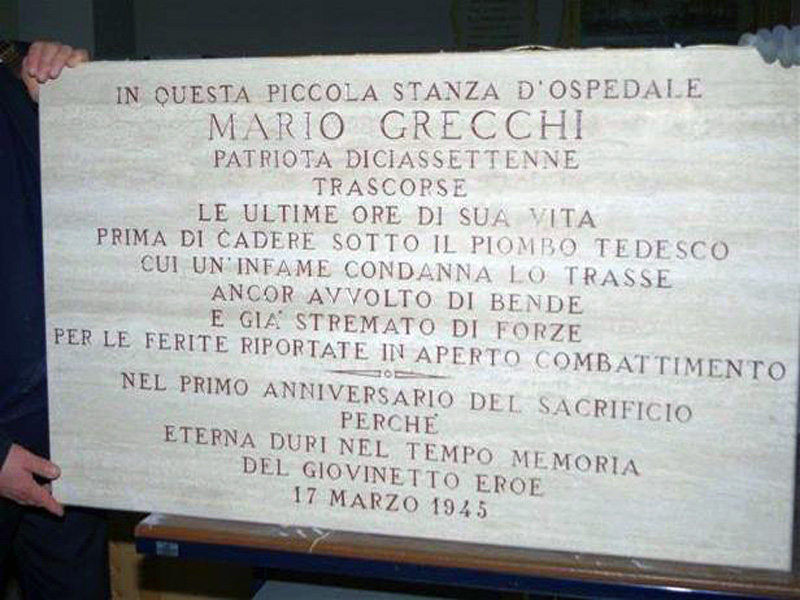 IN QUESTA PICCOLA STANZA D'OSPEDALE
MARIO GRECCHI
PATRIOTA DICIASSETTENNE
TRASCORSE
LE ULTIME ORE DI SUA VITA
PRIMA DI CADERE SOTTO IL PIOMBO TEDESCO
CUI UN'INFAME CONDANNA LO TRASSE
ANCOR AVVOLTO DI BENDE
E GIA' STREMATO DI FORZE
PER LE FERITE RIPORTATE IN APERTO COMBATTIMENTO
NEL PRIMO ANNIVERSARIO DEL SACRIFICIO
PERCHE'
ETERNA DURI NEL TEMPO MEMORIA
DEL GIOVINETTO EROE
17 MARZO 1945